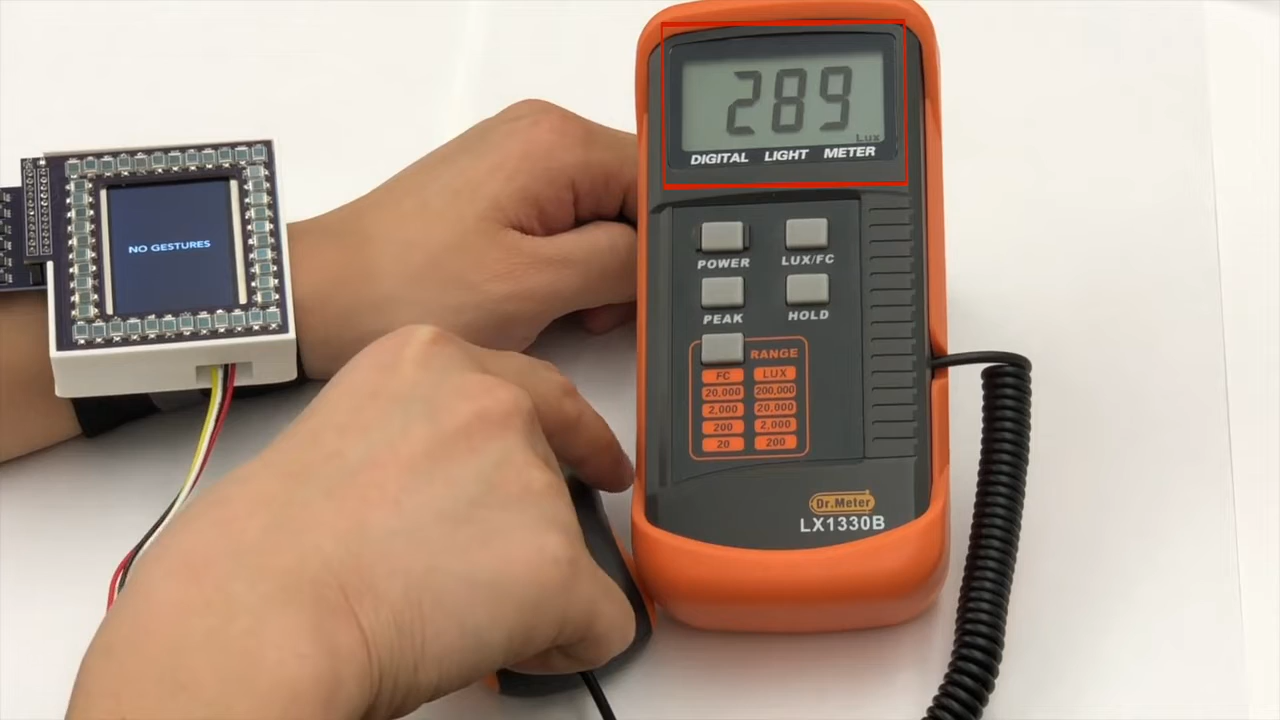 NO GESTURES
289
Lux
DIGITAL LIGHT METER
POWER LUX/FC
PEAK HOLD
RANGE
FC LUX
20,000 200,000
2,000 20,000
200 2,000
20 200
Dr.Meter
LX1330B